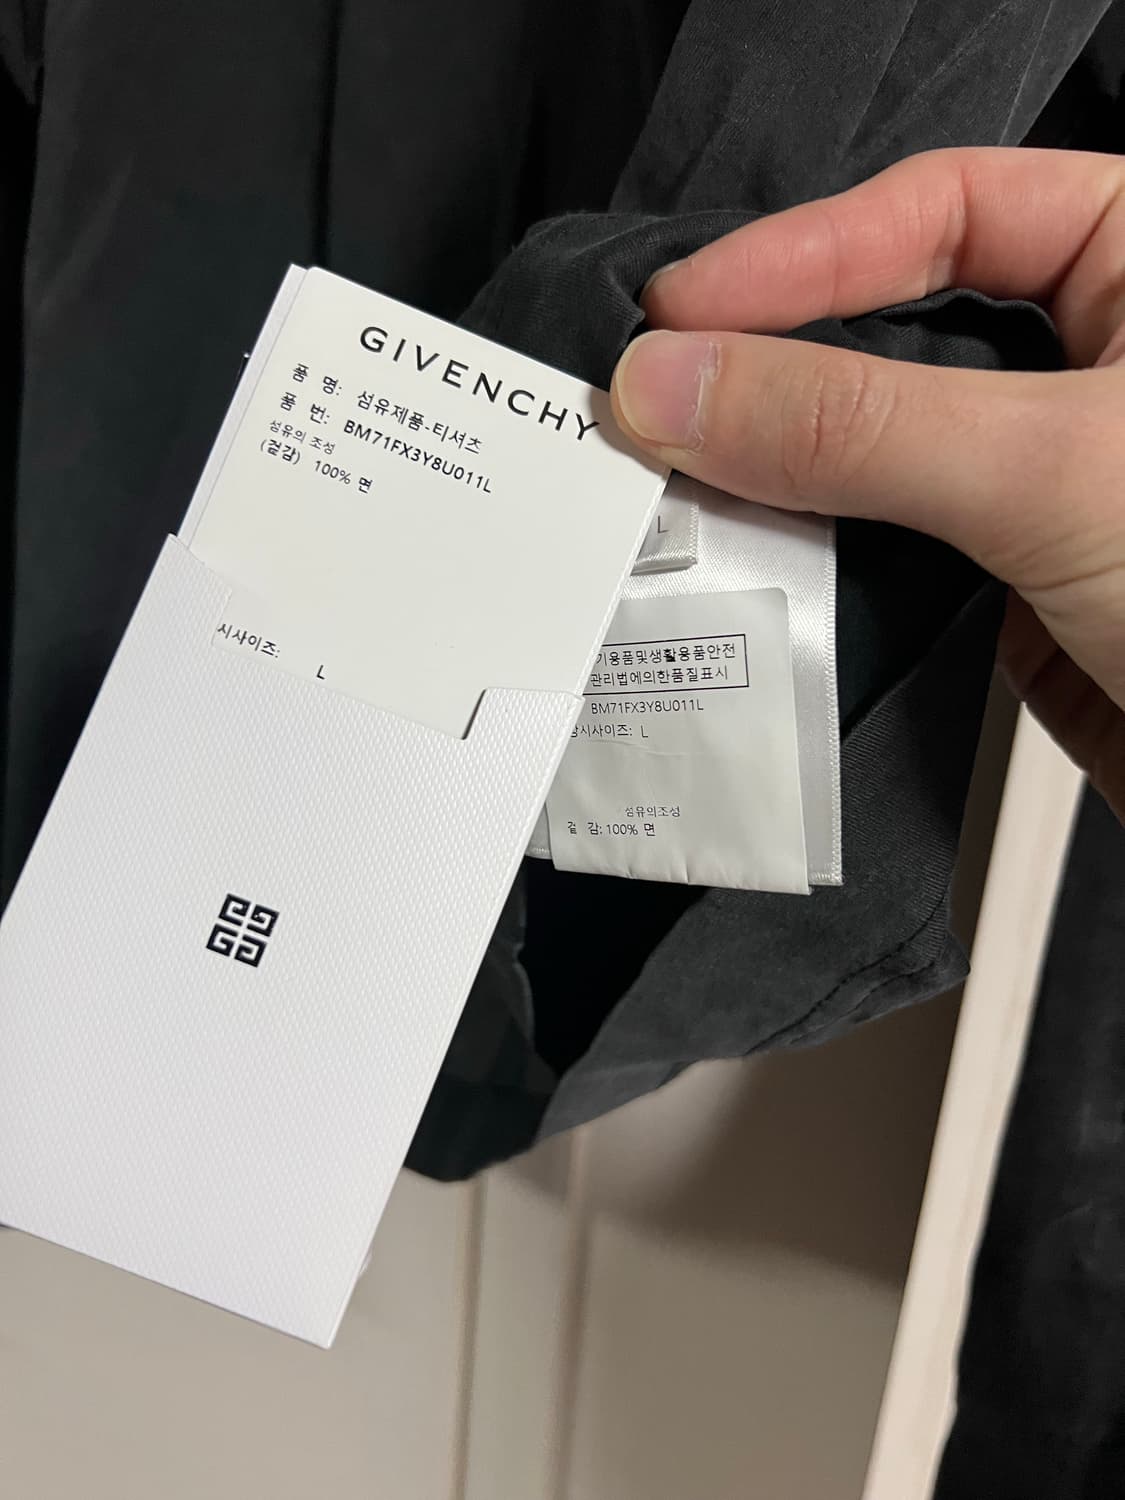 GIVENCHY
품 명: 섬유제품-티셔츠
품 번: BM71FX3Y8U011L
섬유의 조성
(겉감) 100% 면
시사이즈: L
L
기용품및생활용품안전
관리법에의한품질표시
BM71FX3Y8U011L
시사이즈: L
섬유의조성
겉 감: 100% 면